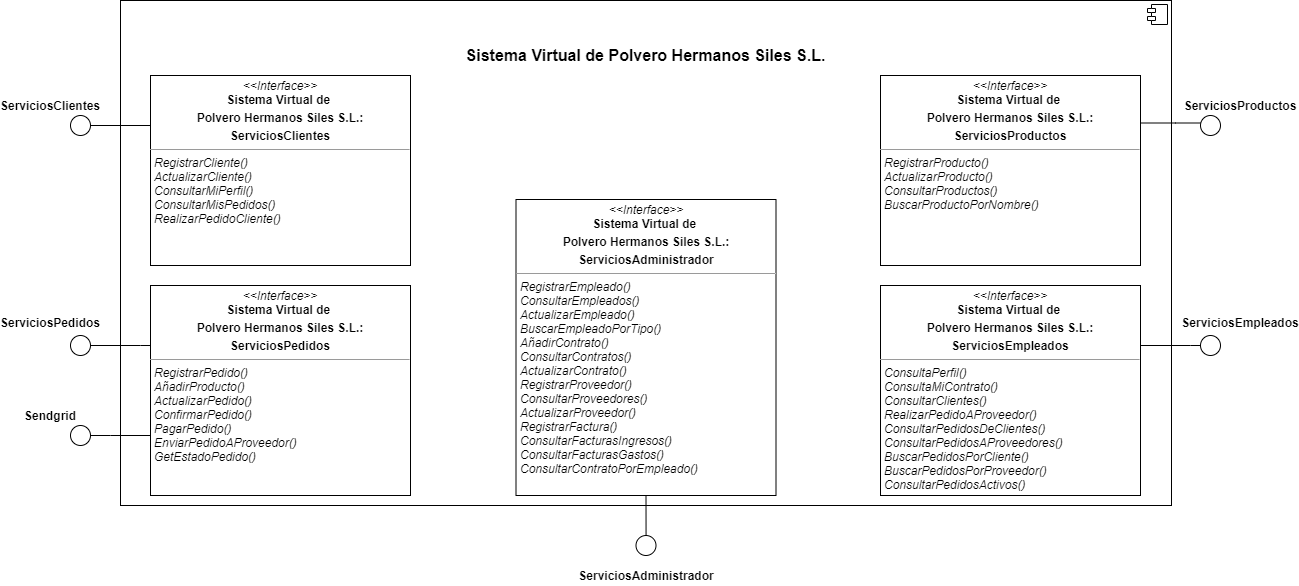 Sistema Virtual de Polvero Hermanos Siles S.L.
ServiciosClientes
<<Interface>>
Sistema Virtual de
Polvero Hermanos Siles S.L.:
ServiciosClientes
RegistrarCliente()
ActualizarCliente()
ConsultarMiPerfil()
ConsultarMisPedidos()
RealizarPedidoCliente()
<<Interface>>
Sistema Virtual de
Polvero Hermanos Siles S.L.:
ServiciosProductos
RegistrarProducto()
ActualizarProducto()
ConsultarProductos()
BuscarProductoPorNombre()
ServiciosProductos
<<Interface>>
Sistema Virtual de
Polvero Hermanos Siles S.L.:
ServiciosAdministrador
RegistrarEmpleado()
ConsultarEmpleados()
ActualizarEmpleado()
BuscarEmpleadoPorTipo()
AñadirContrato()
ConsultarContratos()
ActualizarContrato()
RegistrarProveedor()
ConsultarProveedores()
ActualizarProveedor()
RegistrarFactura()
ConsultarFacturasIngresos()
ConsultarFacturasGastos()
ConsultarContratoPorEmpleado()
ServiciosPedidos
Sendgrid
<<Interface>>
Sistema Virtual de
Polvero Hermanos Siles S.L.:
ServiciosPedidos
RegistrarPedido()
AñadirProducto()
ActualizarPedido()
ConfirmarPedido()
PagarPedido()
EnviarPedidoAProveedor()
GetEstadoPedido()
<<Interface>>
Sistema Virtual de
Polvero Hermanos Siles S.L.:
ServiciosEmpleados
ConsultaPerfil()
ConsultaMiContrato()
ConsultarClientes()
RealizarPedidoAProveedor()
ConsultarPedidosDeClientes()
ConsultarPedidosAProveedores()
BuscarPedidosPorCliente()
BuscarPedidosPorProveedor()
ConsultarPedidosActivos()
ServiciosEmpleados
ServiciosAdministrador